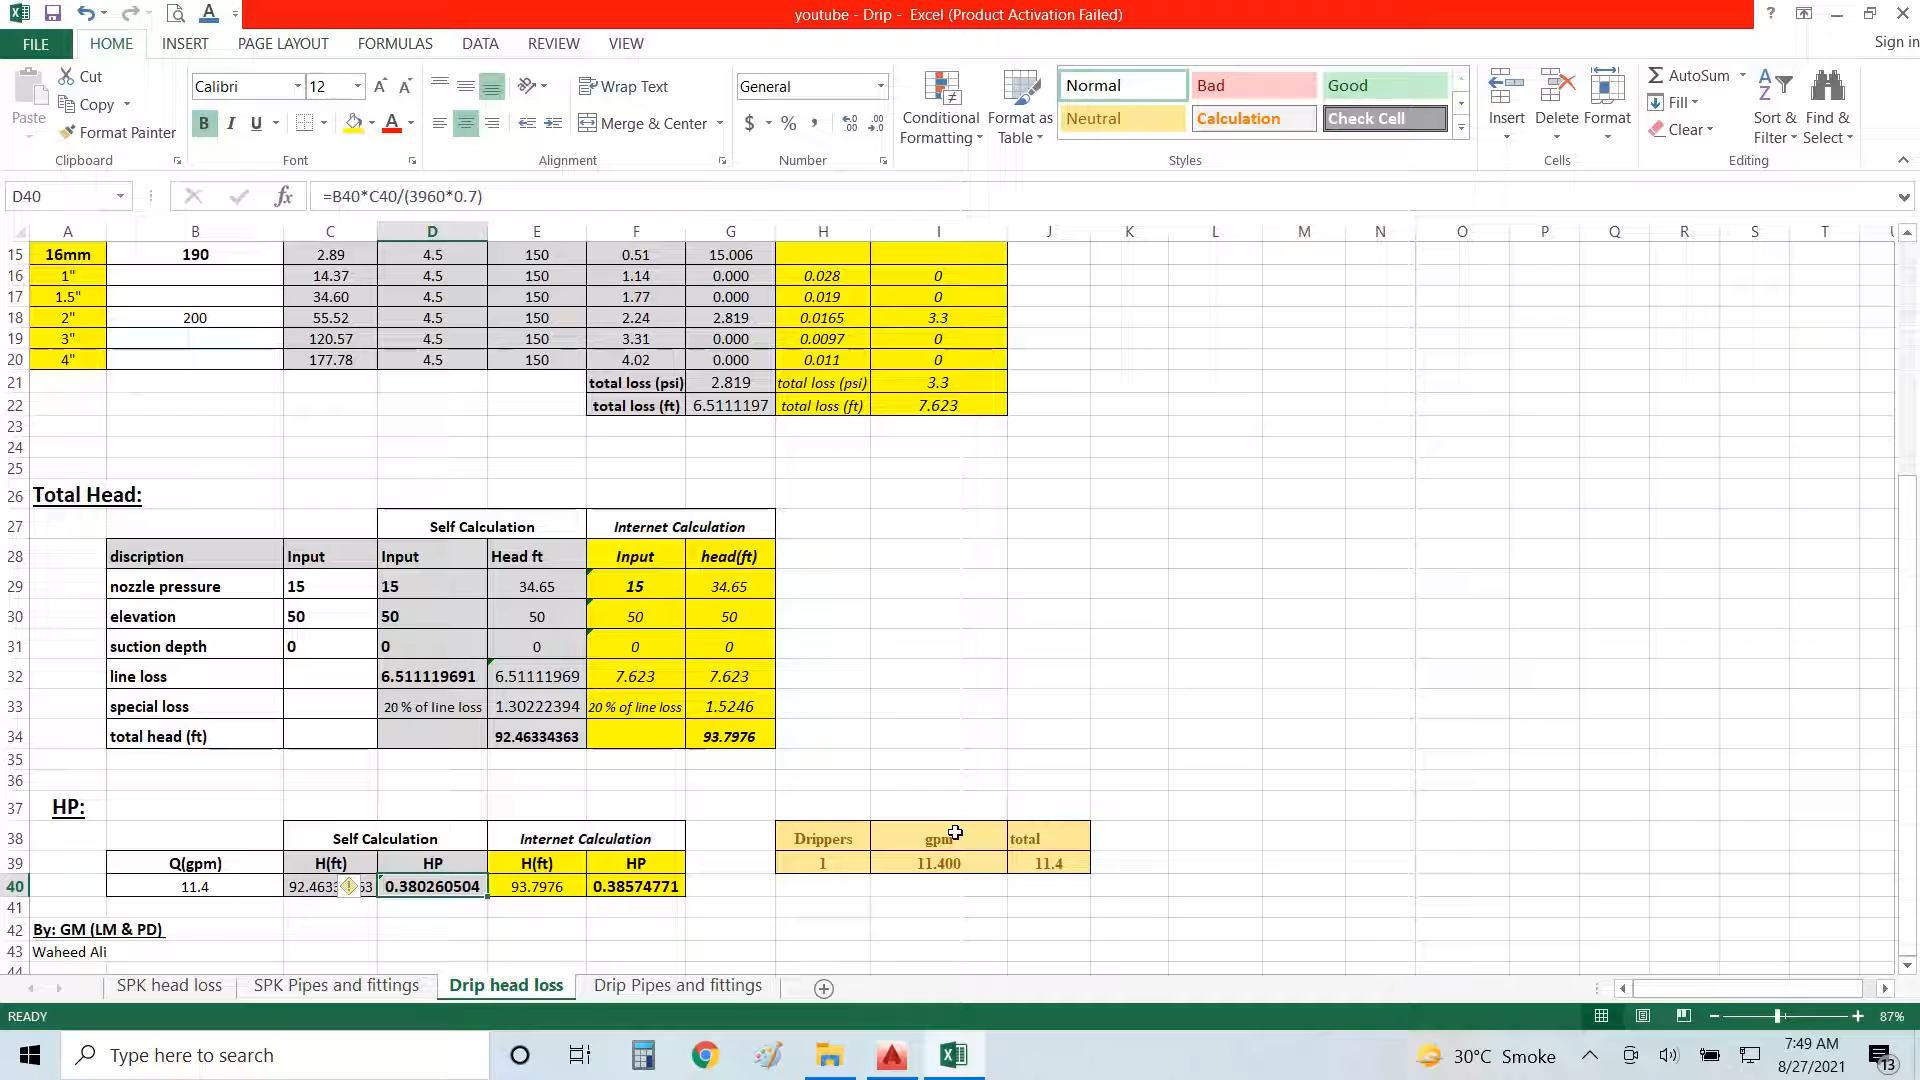 youtube - Drip - Excel (Product Activation Failed)
?
Sign in
FILE HOME INSERT PAGE LAYOUT FORMULAS DATA REVIEW VIEW
Paste Cut Copy Format Painter Clipboard
Calibri 12 A A B I U A Font
Wrap Text Merge & Center Alignment
General $ % , Number
Conditional Formatting Format as Table
Normal Bad Good
Neutral Calculation Check Cell
Styles
Insert Delete Format Cells
AutoSum Fill Clear Sort & Filter Find & Select Editing
D40 fx =B40*C40/(3960*0.7)
A B C D E F G H I J K L M N O P Q R S T
15 16mm 190 2.89 4.5 150 0.51 15.006
16 1" 14.37 4.5 150 1.14 0.000 0.028 0
17 1.5" 34.60 4.5 150 1.77 0.000 0.019 0
18 2" 200 55.52 4.5 150 2.24 2.819 0.0165 3.3
19 3" 120.57 4.5 150 3.31 0.000 0.0097 0
20 4" 177.78 4.5 150 4.02 0.000 0.011 0
21 total loss (psi) 2.819 total loss (psi) 3.3
22 total loss (ft) 6.5111197 total loss (ft) 7.623
23
24
25
26 Total Head:
27 Self Calculation Internet Calculation
28 discription Input Input Head ft Input head(ft)
29 nozzle pressure 15 15 34.65 15 34.65
30 elevation 50 50 50 50 50
31 suction depth 0 0 0 0 0
32 line loss 6.511119691 6.51111969 7.623 7.623
33 special loss 20 % of line loss 1.30222394 20 % of line loss 1.5246
34 total head (ft) 92.46334363 93.7976
35
36
37 HP:
38 Self Calculation Internet Calculation Drippers gpm total
39 Q(gpm) H(ft) HP H(ft) HP 1 11.400 11.4
40 11.4 0.380260504 93.7976 0.38574771
41
42 By: GM (LM & PD)
43 Waheed Ali
44
SPK head loss SPK Pipes and fittings Drip head loss Drip Pipes and fittings
READY 87%
Type here to search 30°C Smoke 7:49 AM
8/27/2021 13